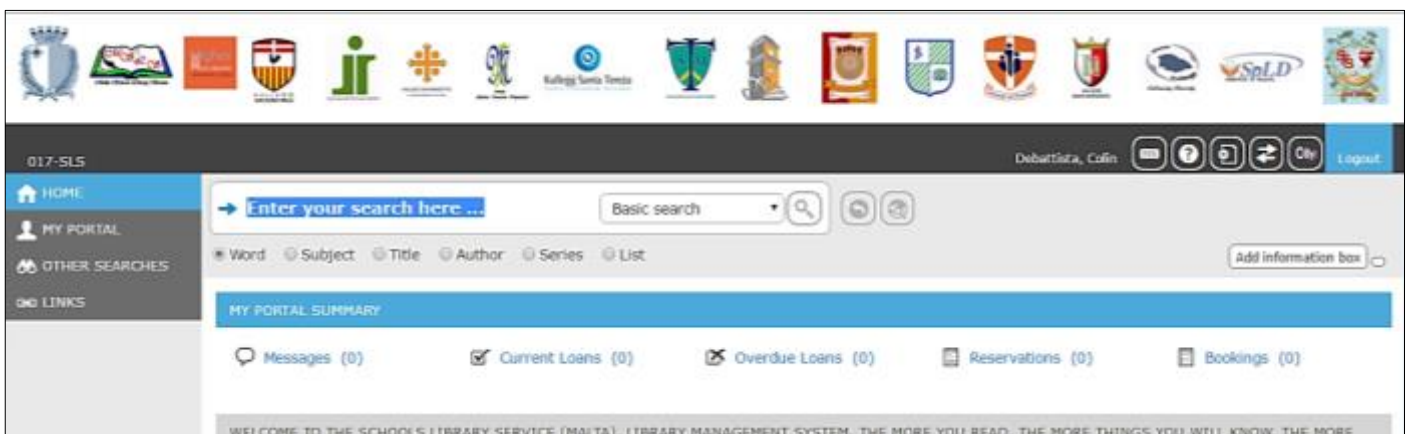 Kulleġġ Santa Tereża
SpLD
017-SLS
Debattista, Colin
City
Logout
HOME
MY PORTAL
OTHER SEARCHES
LINKS
Enter your search here ...
Basic search
Word Subject Title Author Series List
Add information box
MY PORTAL SUMMARY
Messages (0) Current Loans (0) Overdue Loans (0) Reservations (0) Bookings (0)
WELCOME TO THE SCHOOLS LIBRARY SERVICE (MALTA), LIBRARY MANAGEMENT SYSTEM. THE MORE YOU READ, THE MORE THINGS YOU WILL KNOW. THE MORE